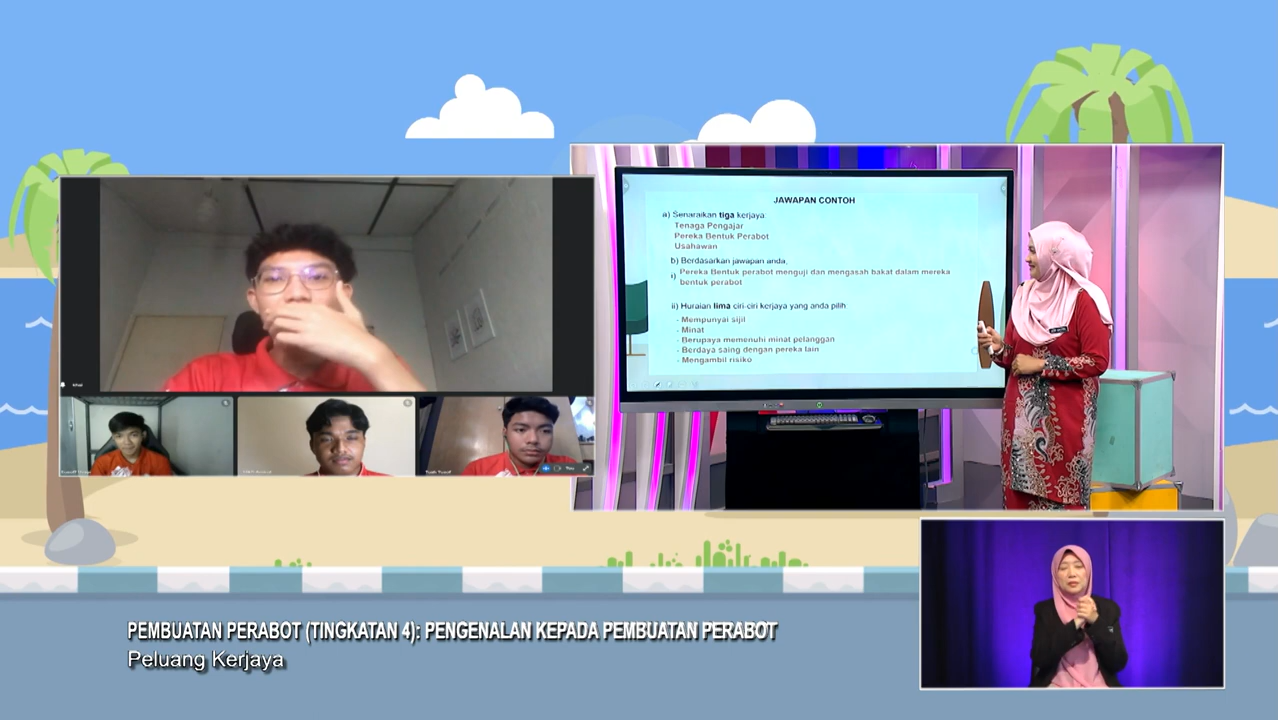 JAWAPAN CONTOH
a) Senaraikan tiga kerjaya
Tenaga Pengajar
Pereka Bentuk Perabot
Usahawan
b) Berdasarkan jawapan anda,
i) Pereka Bentuk perabot menguji dan mengasah bakat dalam mereka
bentuk perabot
ii) Huraian lima ciri-ciri kerjaya yang anda pilih
- Mempunyai sijil
- Minat
- Berupaya memenuhi minat pelanggan
- Berdaya saing dengan pereka lain
- Mengambil risiko
PEMBUATAN PERABOT (TINGKATAN 4): PENGENALAN KEPADA PEMBUATAN PERABOT
Peluang Kerjaya